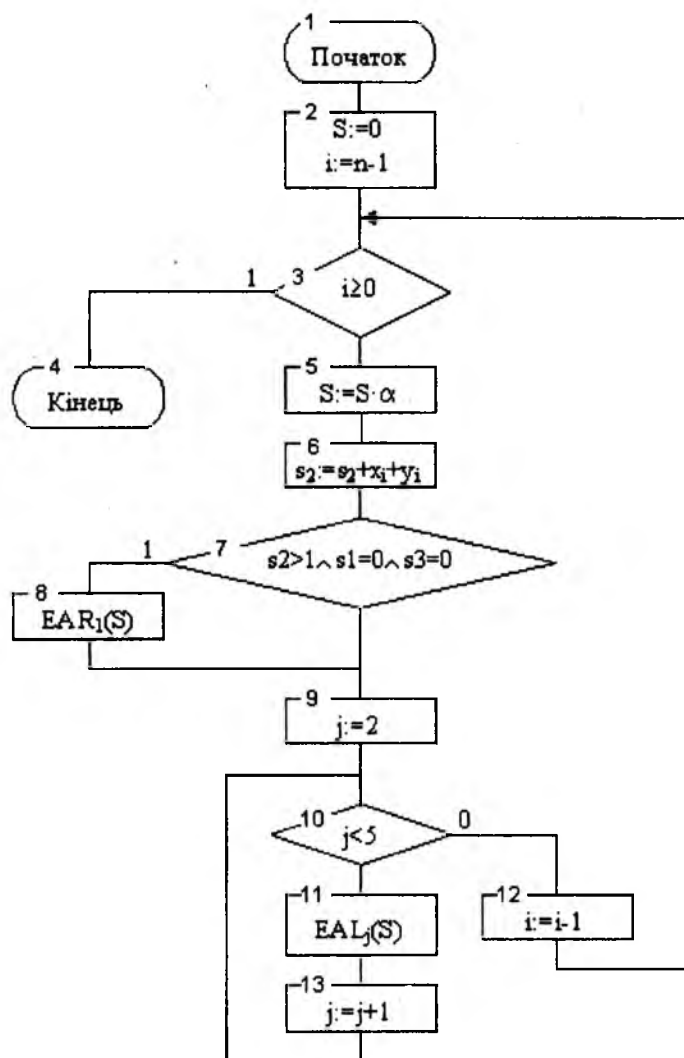 1
Початок
2
S:=0
i:=n-1
1
3
i≥0
4
Кінець
5
S:=S·α
6
s₂:=s₂+xᵢ+yᵢ
1
7
s2>1∧s1=0∧s3=0
8
EAR₁(S)
9
j:=2
10
j<5
0
11
EALⱼ(S)
12
i:=i-1
13
j:=j+1